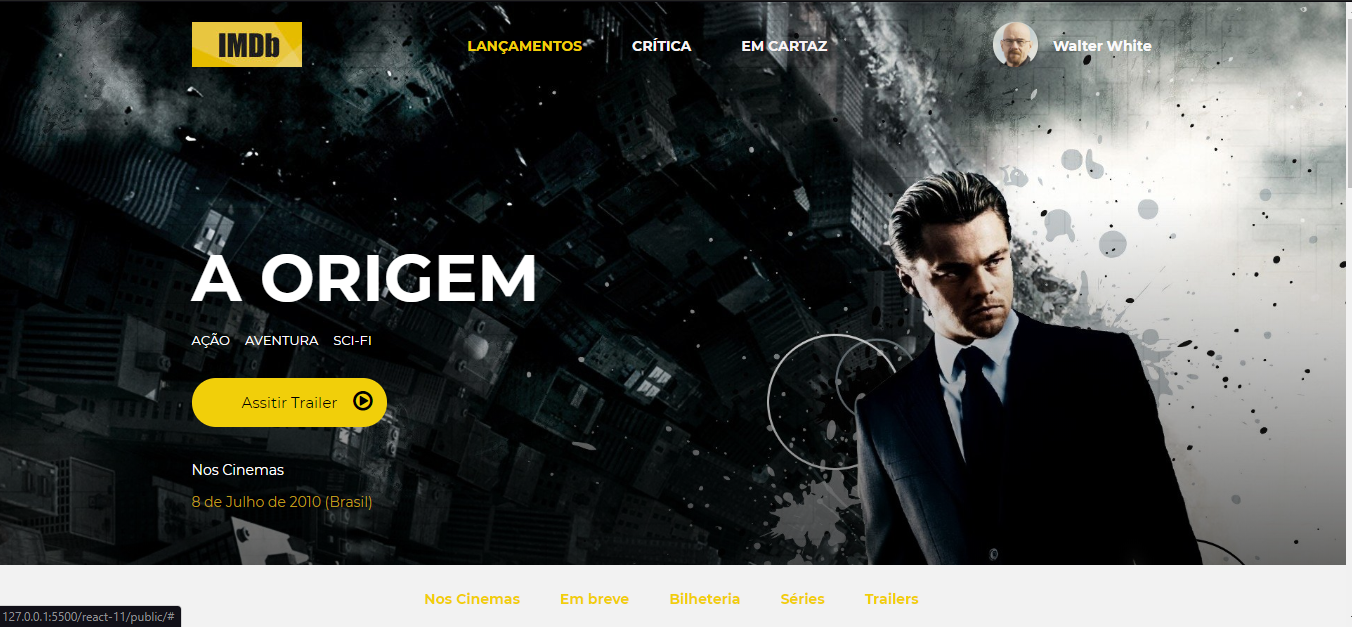 IMDb
LANÇAMENTOS CRÍTICA EM CARTAZ
Walter White
A ORIGEM
AÇÃO AVENTURA SCI-FI
Assitir Trailer
Nos Cinemas
8 de Julho de 2010 (Brasil)
Nos Cinemas Em breve Bilheteria Séries Trailers
127.0.0.1:5500/react-11/public/#